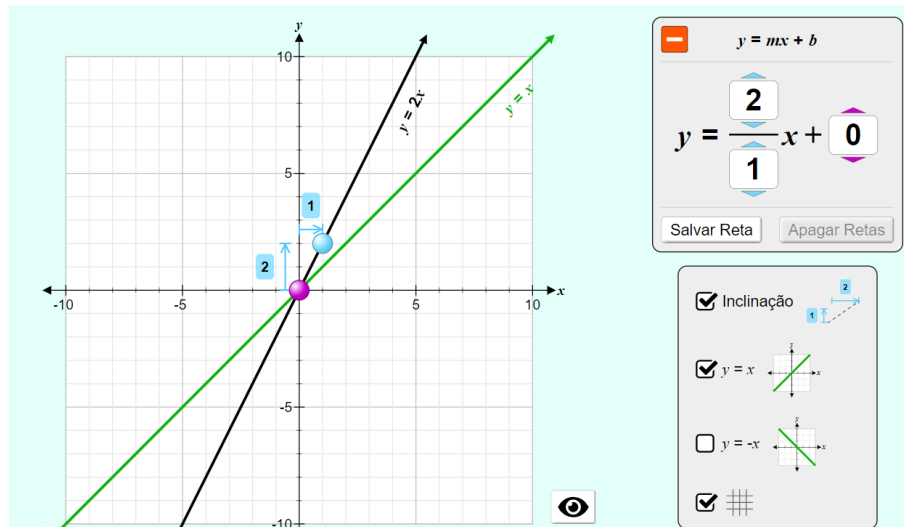 y
10
y = 2x
y = x
5
1
2
x
-10
-5
0
5
10
-5
-10
y = mx + b
y = 2/1 x + 0
Salvar Reta
Apagar Retas
Inclinação
2
1
y = x
y
x
y = -x
y
x